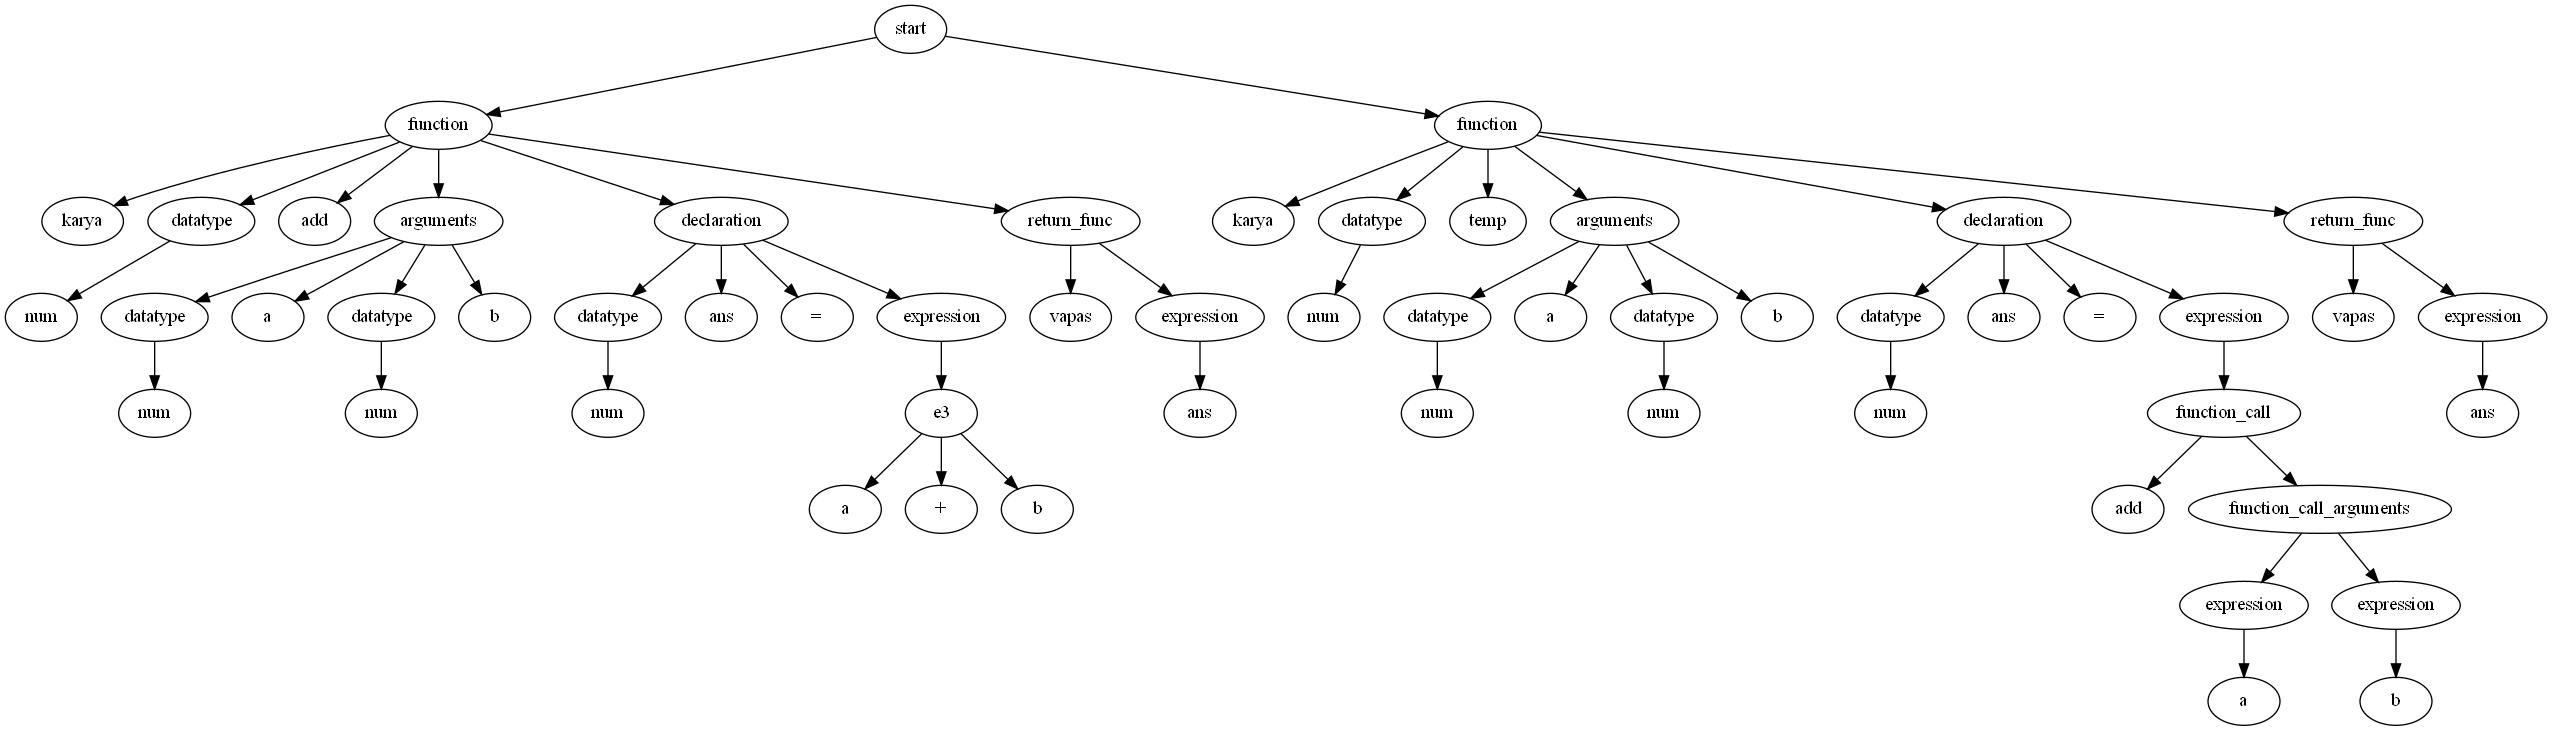 start
function function
karya datatype add arguments declaration return_func karya datatype temp arguments declaration return_func
num datatype a datatype b datatype ans = expression vapas expression num datatype a datatype b datatype ans = expression vapas expression
num num num e3 ans num num num function_call ans
a + b add function_call_arguments
expression expression
a b